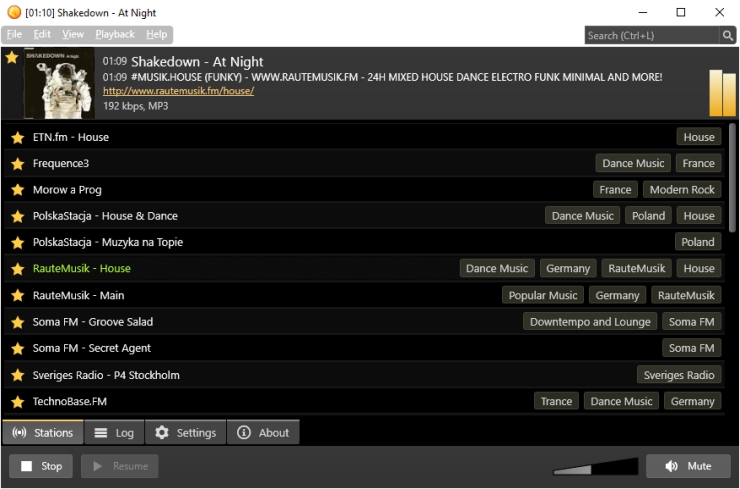 [01:10] Shakedown - At Night
File Edit View Playback Help
Search (Ctrl+L)
SHAKEDOWN At Night
01:09 Shakedown - At Night
01:09 #MUSIK.HOUSE (FUNKY) - WWW.RAUTEMUSIK.FM - 24H MIXED HOUSE DANCE ELECTRO FUNK MINIMAL AND MORE!
http://www.rautemusik.fm/house/
192 kbps, MP3
ETN.fm - House House
Frequence3 Dance Music France
Morow a Prog France Modern Rock
PolskaStacja - House & Dance Dance Music Poland House
PolskaStacja - Muzyka na Topie Poland
RauteMusik - House Dance Music Germany RauteMusik House
RauteMusik - Main Popular Music Germany RauteMusik
Soma FM - Groove Salad Downtempo and Lounge Soma FM
Soma FM - Secret Agent Soma FM
Sveriges Radio - P4 Stockholm Sveriges Radio
TechnoBase.FM Trance Dance Music Germany
Stations Log Settings About
Stop Resume Mute